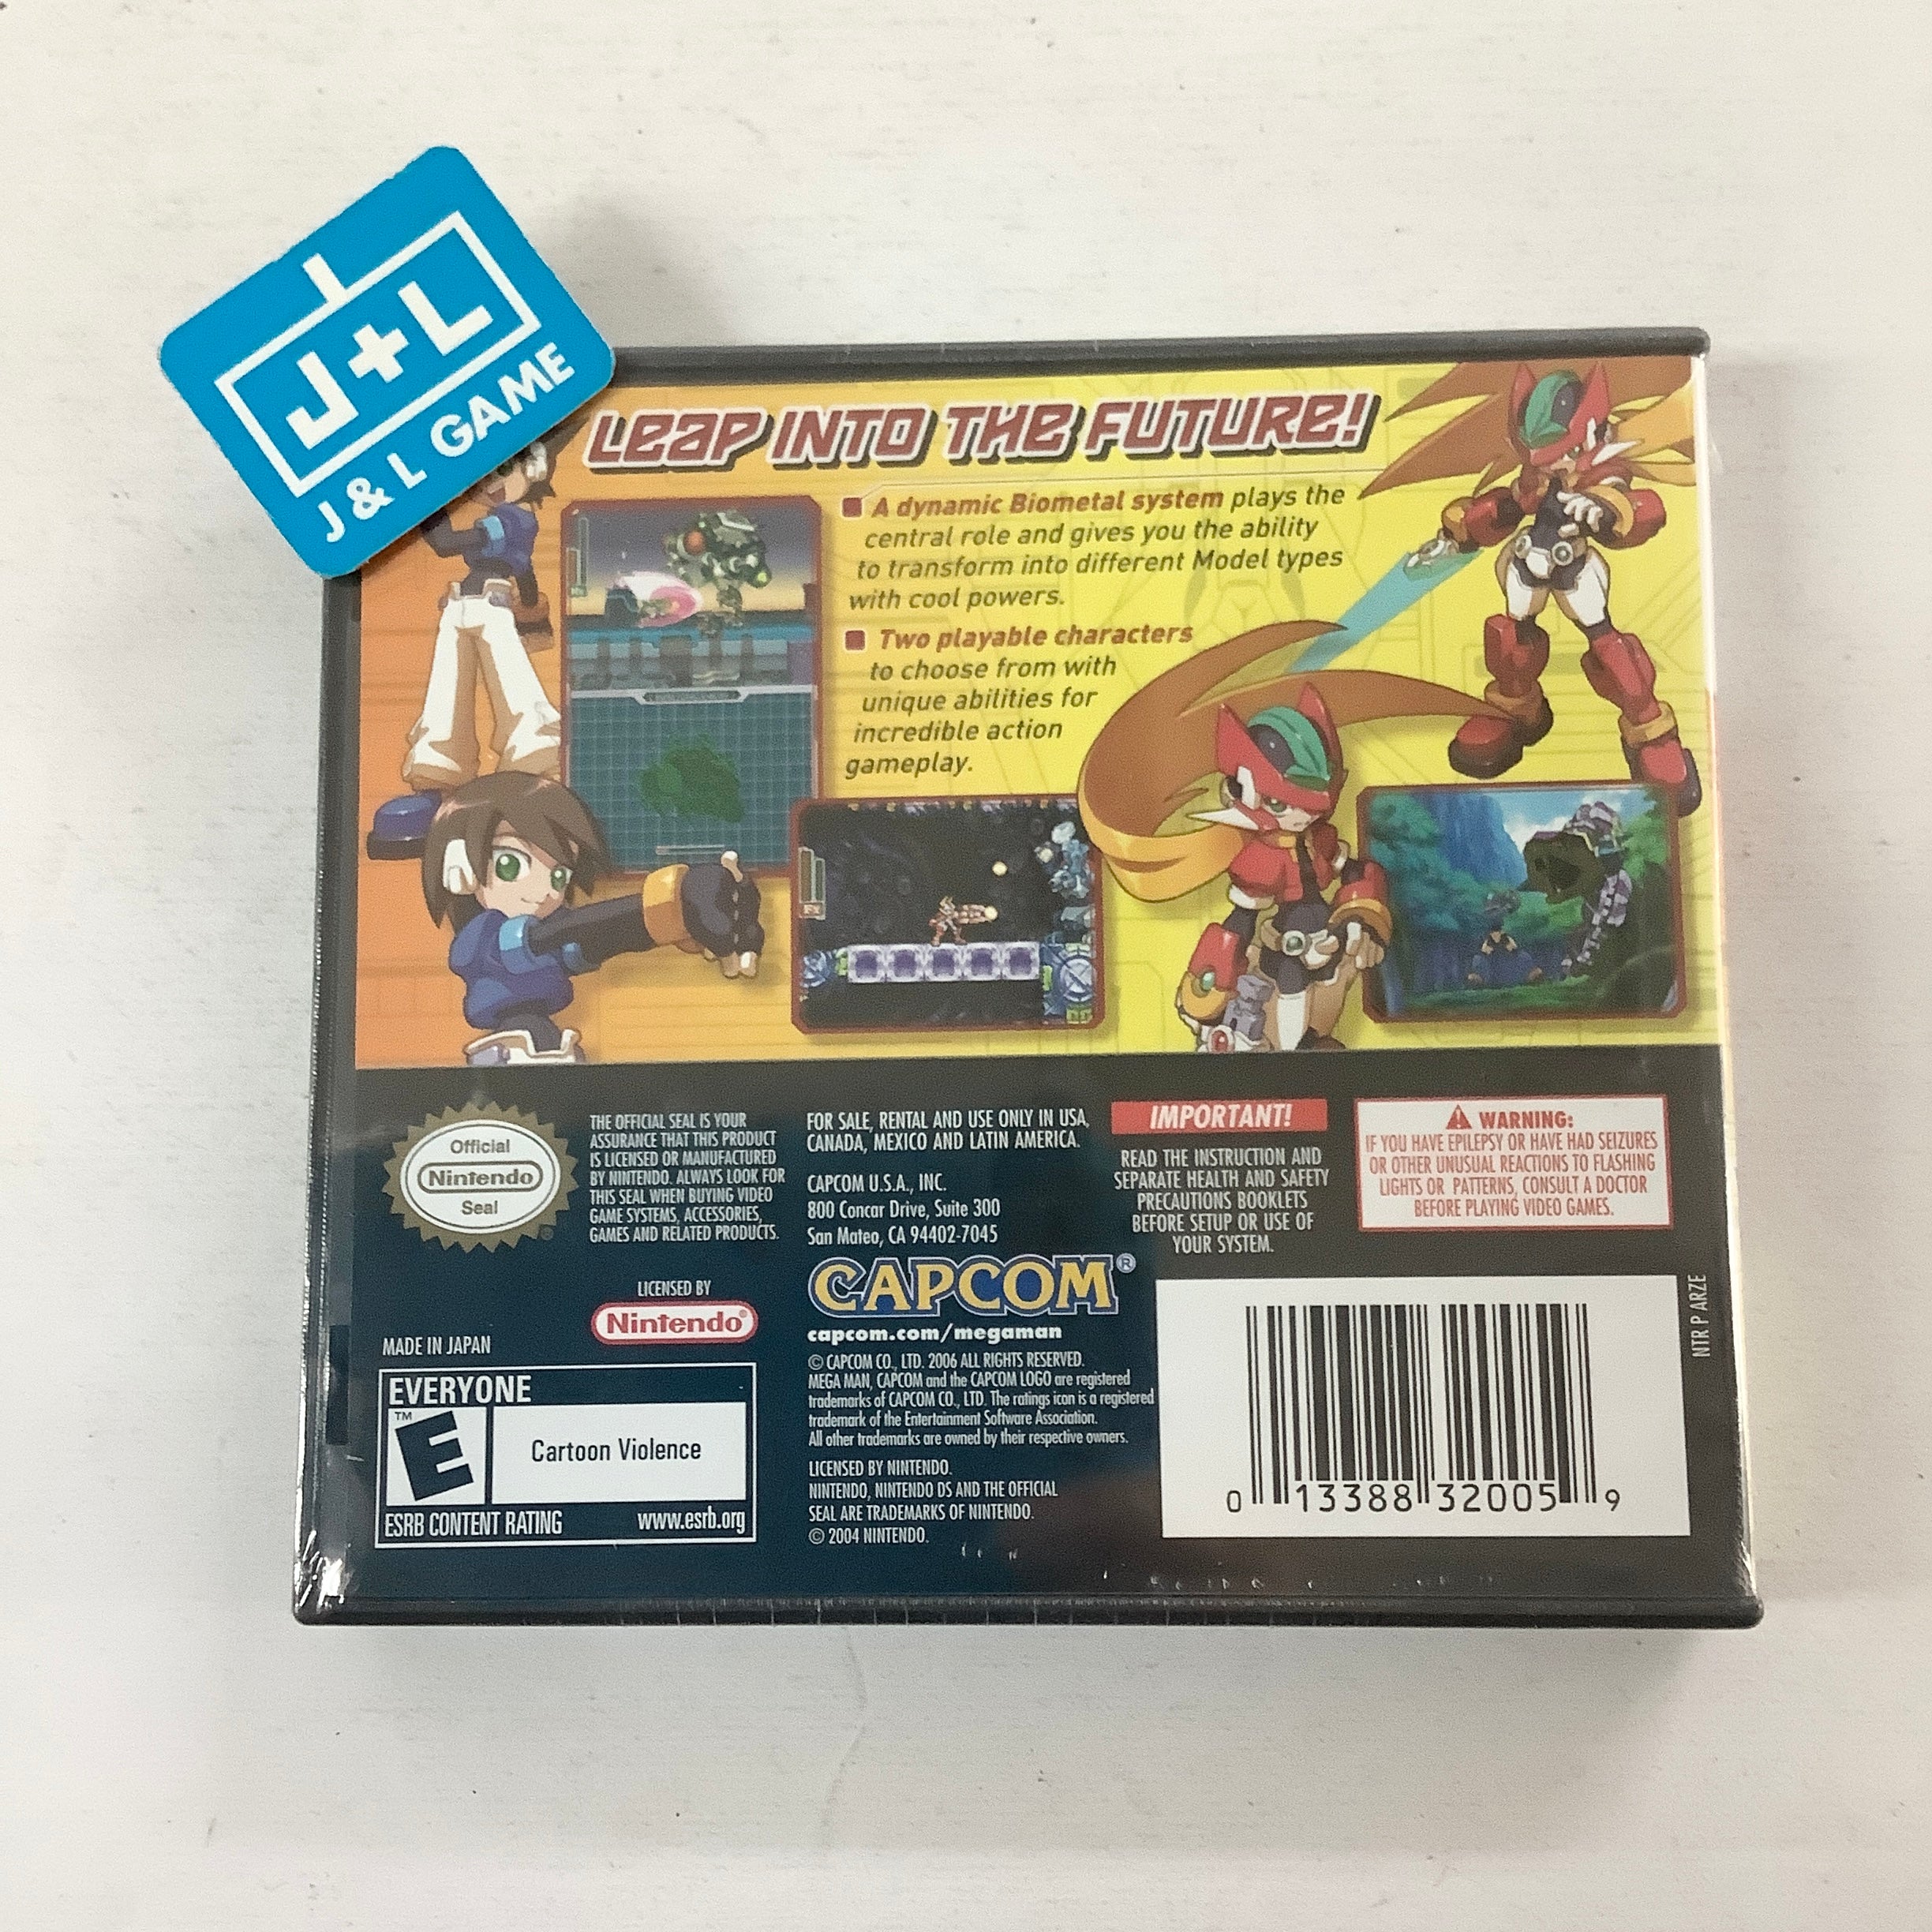 J+L
J & L GAME
LEAP INTO THE FUTURE!
A dynamic Biometal system plays the
central role and gives you the ability
to transform into different Model types
with cool powers.
Two playable characters
to choose from with
unique abilities for
incredible action
gameplay.
Official
Nintendo
Seal
THE OFFICIAL SEAL IS YOUR
ASSURANCE THAT THIS PRODUCT
IS LICENSED OR MANUFACTURED
BY NINTENDO. ALWAYS LOOK FOR
THIS SEAL WHEN BUYING VIDEO
GAME SYSTEMS, ACCESSORIES,
GAMES AND RELATED PRODUCTS.
LICENSED BY
Nintendo®
MADE IN JAPAN
EVERYONE
E™
Cartoon Violence
ESRB CONTENT RATING www.esrb.org
FOR SALE, RENTAL AND USE ONLY IN USA,
CANADA, MEXICO AND LATIN AMERICA.
CAPCOM U.S.A., INC.
800 Concar Drive, Suite 300
San Mateo, CA 94402-7045
CAPCOM®
capcom.com/megaman
© CAPCOM CO., LTD. 2006 ALL RIGHTS RESERVED.
MEGA MAN, CAPCOM and the CAPCOM LOGO are registered
trademarks of CAPCOM CO., LTD. The ratings icon is a registered
trademark of the Entertainment Software Association.
All other trademarks are owned by their respective owners.
LICENSED BY NINTENDO.
NINTENDO, NINTENDO DS AND THE OFFICIAL
SEAL ARE TRADEMARKS OF NINTENDO.
© 2004 NINTENDO.
IMPORTANT!
READ THE INSTRUCTION AND
SEPARATE HEALTH AND SAFETY
PRECAUTIONS BOOKLETS
BEFORE SETUP OR USE OF
YOUR SYSTEM.
WARNING:
IF YOU HAVE EPILEPSY OR HAVE HAD SEIZURES
OR OTHER UNUSUAL REACTIONS TO FLASHING
LIGHTS OR PATTERNS, CONSULT A DOCTOR
BEFORE PLAYING VIDEO GAMES.
NTR P ARZE
0 13388 32005 9